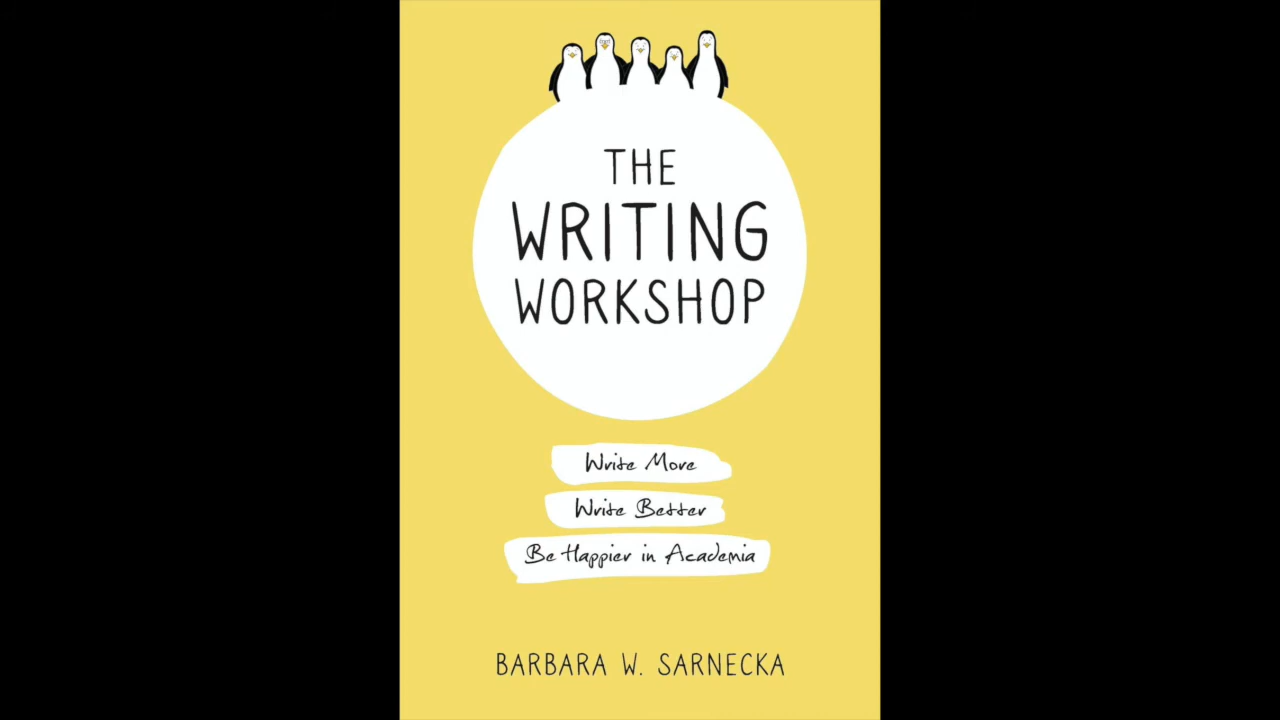 THE
WRITING
WORKSHOP
Write More
Write Better
Be Happier in Academia
BARBARA W. SARNECKA